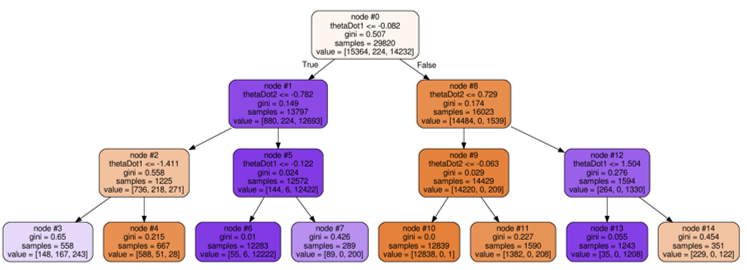 node #0
thetaDot1 <= -0.082
gini = 0.507
samples = 29820
value = [15364, 224, 14232]
True
False
node #1
thetaDot2 <= -0.782
gini = 0.149
samples = 13797
value = [880, 224, 12693]
node #8
thetaDot2 <= 0.729
gini = 0.174
samples = 16023
value = [14484, 0, 1539]
node #2
thetaDot1 <= -1.411
gini = 0.558
samples = 1225
value = [736, 218, 271]
node #5
thetaDot1 <= -0.122
gini = 0.024
samples = 12572
value = [144, 6, 12422]
node #9
thetaDot2 <= -0.063
gini = 0.029
samples = 14429
value = [14220, 0, 209]
node #12
thetaDot1 <= 1.504
gini = 0.276
samples = 1594
value = [264, 0, 1330]
node #3
gini = 0.65
samples = 558
value = [148, 167, 243]
node #4
gini = 0.215
samples = 667
value = [588, 51, 28]
node #6
gini = 0.01
samples = 12283
value = [55, 6, 12222]
node #7
gini = 0.426
samples = 289
value = [89, 0, 200]
node #10
gini = 0.0
samples = 12839
value = [12838, 0, 1]
node #11
gini = 0.227
samples = 1590
value = [1382, 0, 208]
node #13
gini = 0.055
samples = 1243
value = [35, 0, 1208]
node #14
gini = 0.454
samples = 351
value = [229, 0, 122]